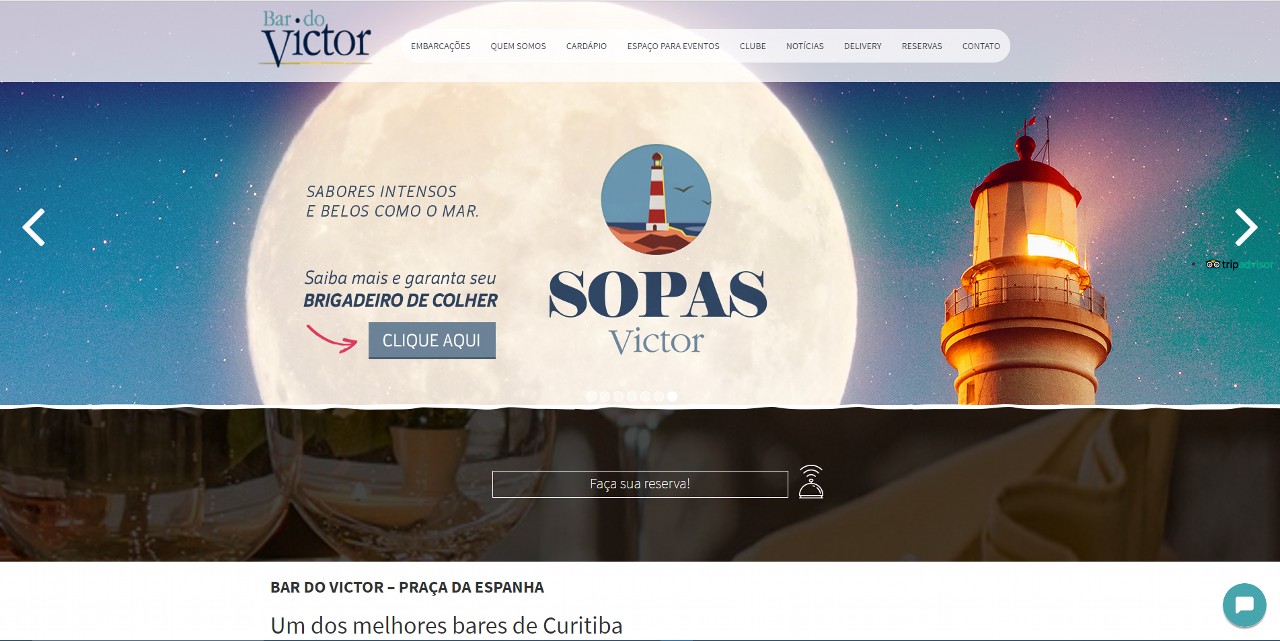 Bar do
Victor
EMBARCAÇÕES QUEM SOMOS CARDÁPIO ESPAÇO PARA EVENTOS CLUBE NOTÍCIAS DELIVERY RESERVAS CONTATO
SABORES INTENSOS
E BELOS COMO O MAR.
Saiba mais e garanta seu
BRIGADEIRO DE COLHER
CLIQUE AQUI
SOPAS
Victor
tripadvisor
Faça sua reserva!
BAR DO VICTOR – PRAÇA DA ESPANHA
Um dos melhores bares de Curitiba